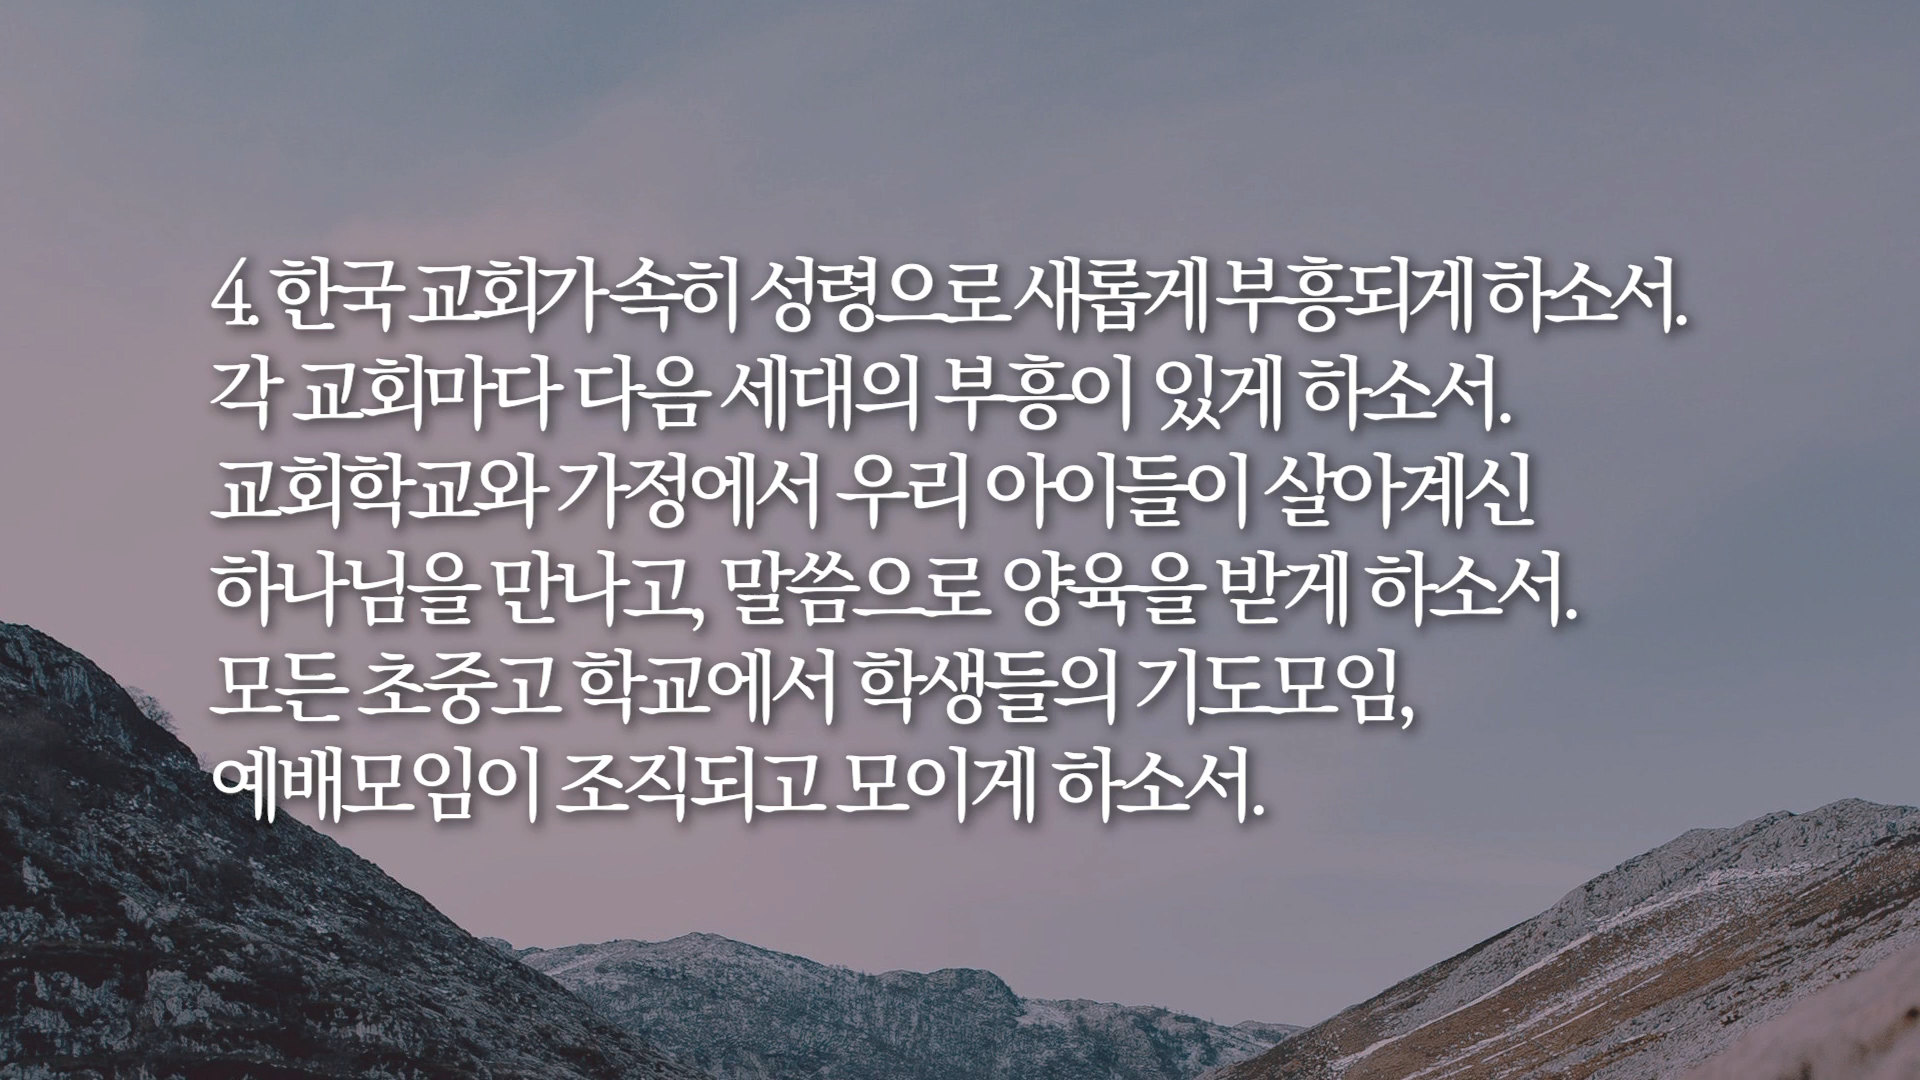 4. 한국 교회가 속히 성령으로 새롭게 부흥되게 하소서.
각 교회마다 다음 세대의 부흥이 있게 하소서.
교회학교와 가정에서 우리 아이들이 살아계신
하나님을 만나고, 말씀으로 양육을 받게 하소서.
모든 초중고 학교에서 학생들의 기도모임,
예배모임이 조직되고 모이게 하소서.